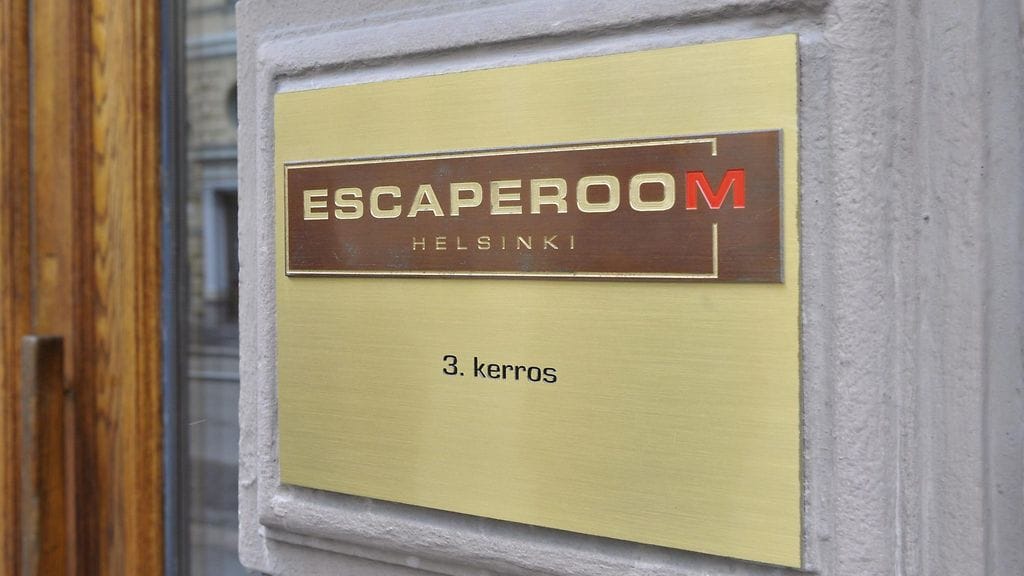 ESCAPEROOM
HELSINKI
3. kerros